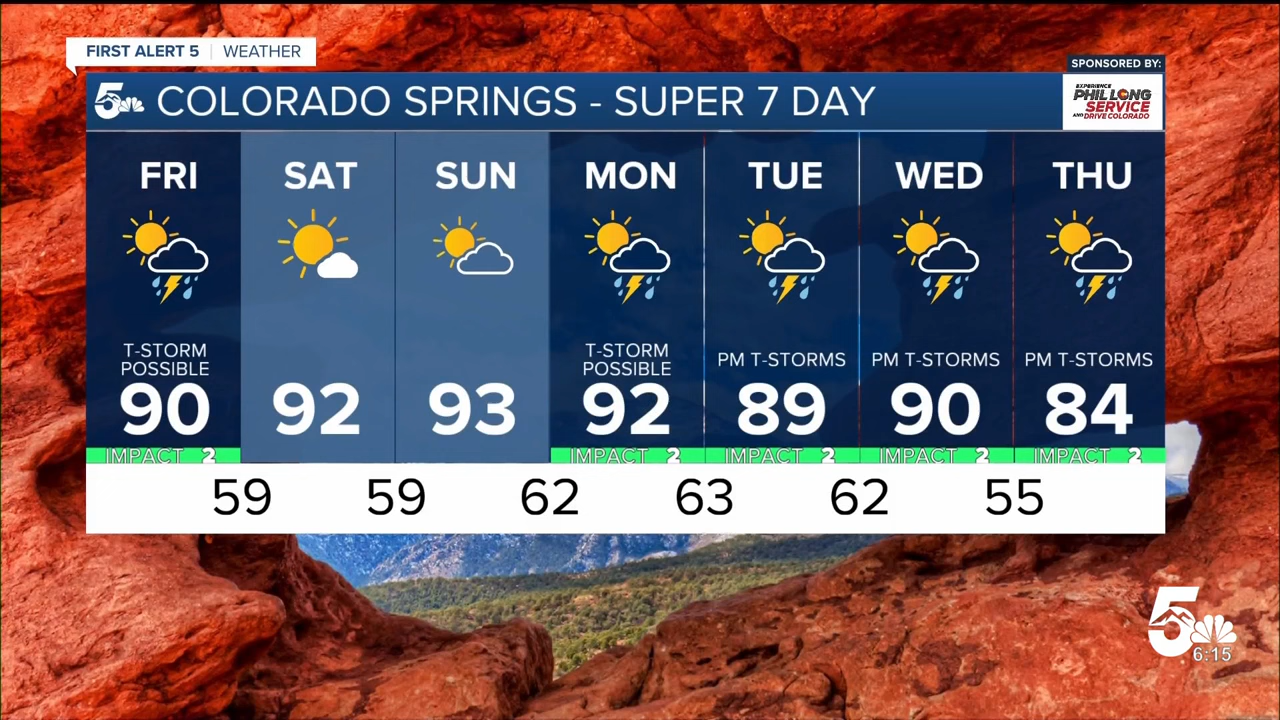 FIRST ALERT 5 | WEATHER
SPONSORED BY:
5 COLORADO SPRINGS - SUPER 7 DAY
EXPERIENCE
PHIL LONG
SERVICE
AND DRIVE COLORADO
FRI SAT SUN MON TUE WED THU
T-STORM POSSIBLE
T-STORM POSSIBLE
PM T-STORMS PM T-STORMS PM T-STORMS
90 92 93 92 89 90 84
IMPACT 2 IMPACT 2 IMPACT 2 IMPACT 2 IMPACT 2
59 59 62 63 62 55
5
6:15